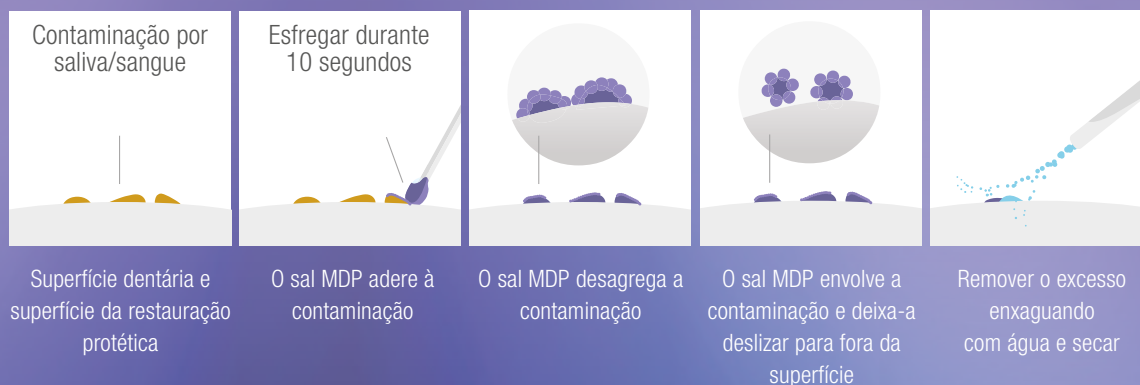 Contaminação por
saliva/sangue
Esfregar durante
10 segundos
Superfície dentária e
superfície da restauração
protética
O sal MDP adere à
contaminação
O sal MDP desagrega a
contaminação
O sal MDP envolve a
contaminação e deixa-a
deslizar para fora da
superfície
Remover o excesso
enxaguando
com água e secar